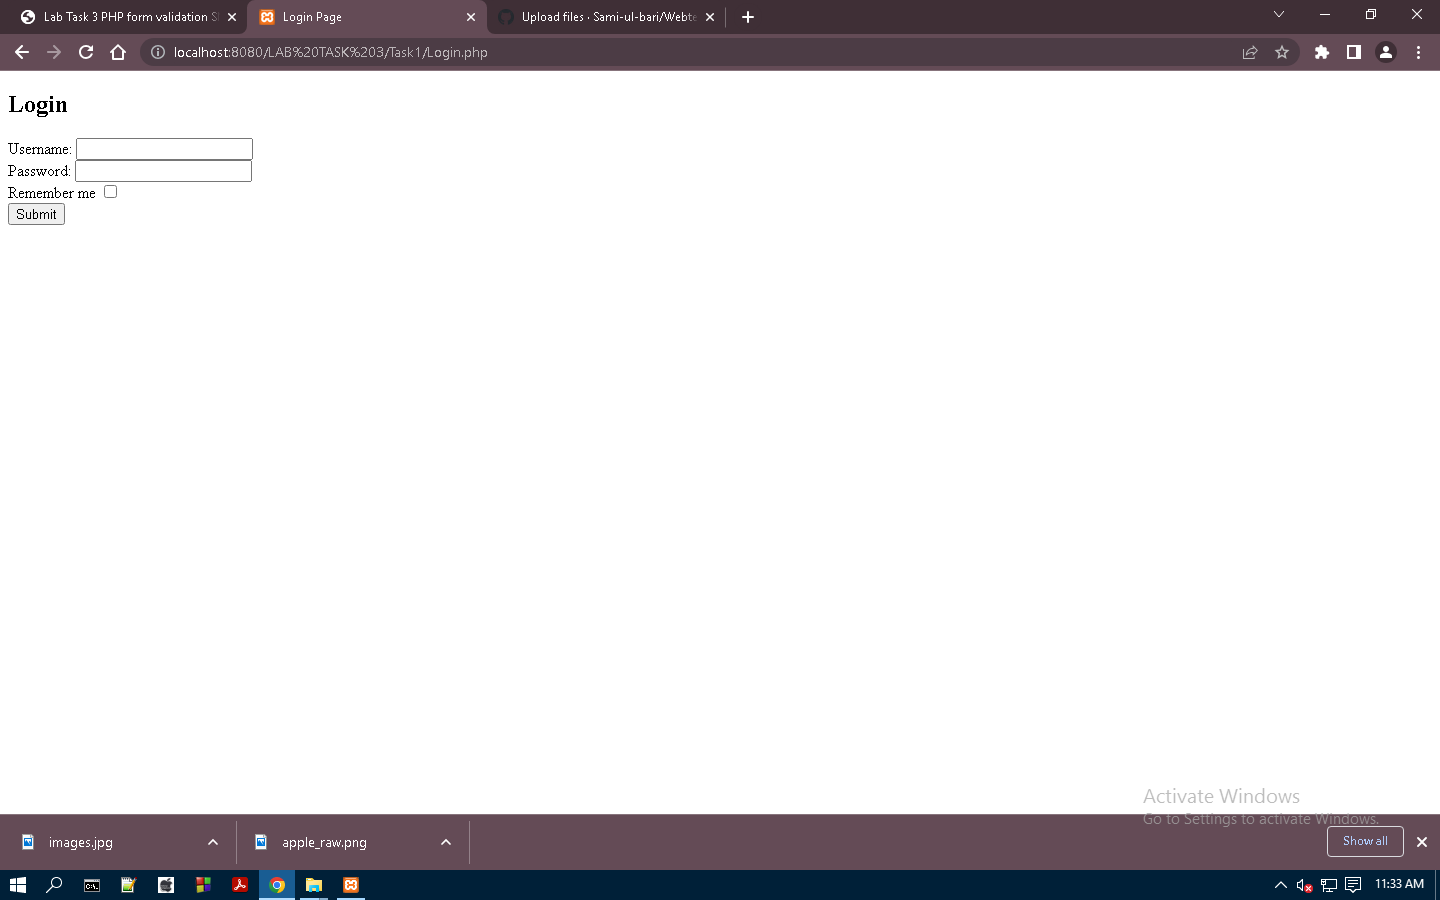 Lab Task 3 PHP form validation
Login Page
Upload files · Sami-ul-bari/Webte
localhost:8080/LAB%20TASK%203/Task1/Login.php
Login
Username:
Password:
Remember me
Submit
Activate Windows
Go to Settings to activate Windows.
images.jpg
apple_raw.png
Show all
11:33 AM